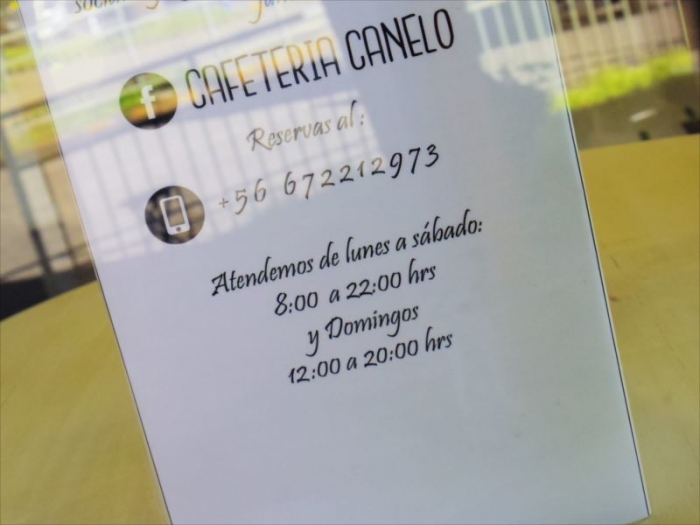 CAFETERIA CANELO
Reservas al:
+56 672212973
Atendemos de lunes a sábado:
8:00 a 22:00 hrs
y Domingos
12:00 a 20:00 hrs